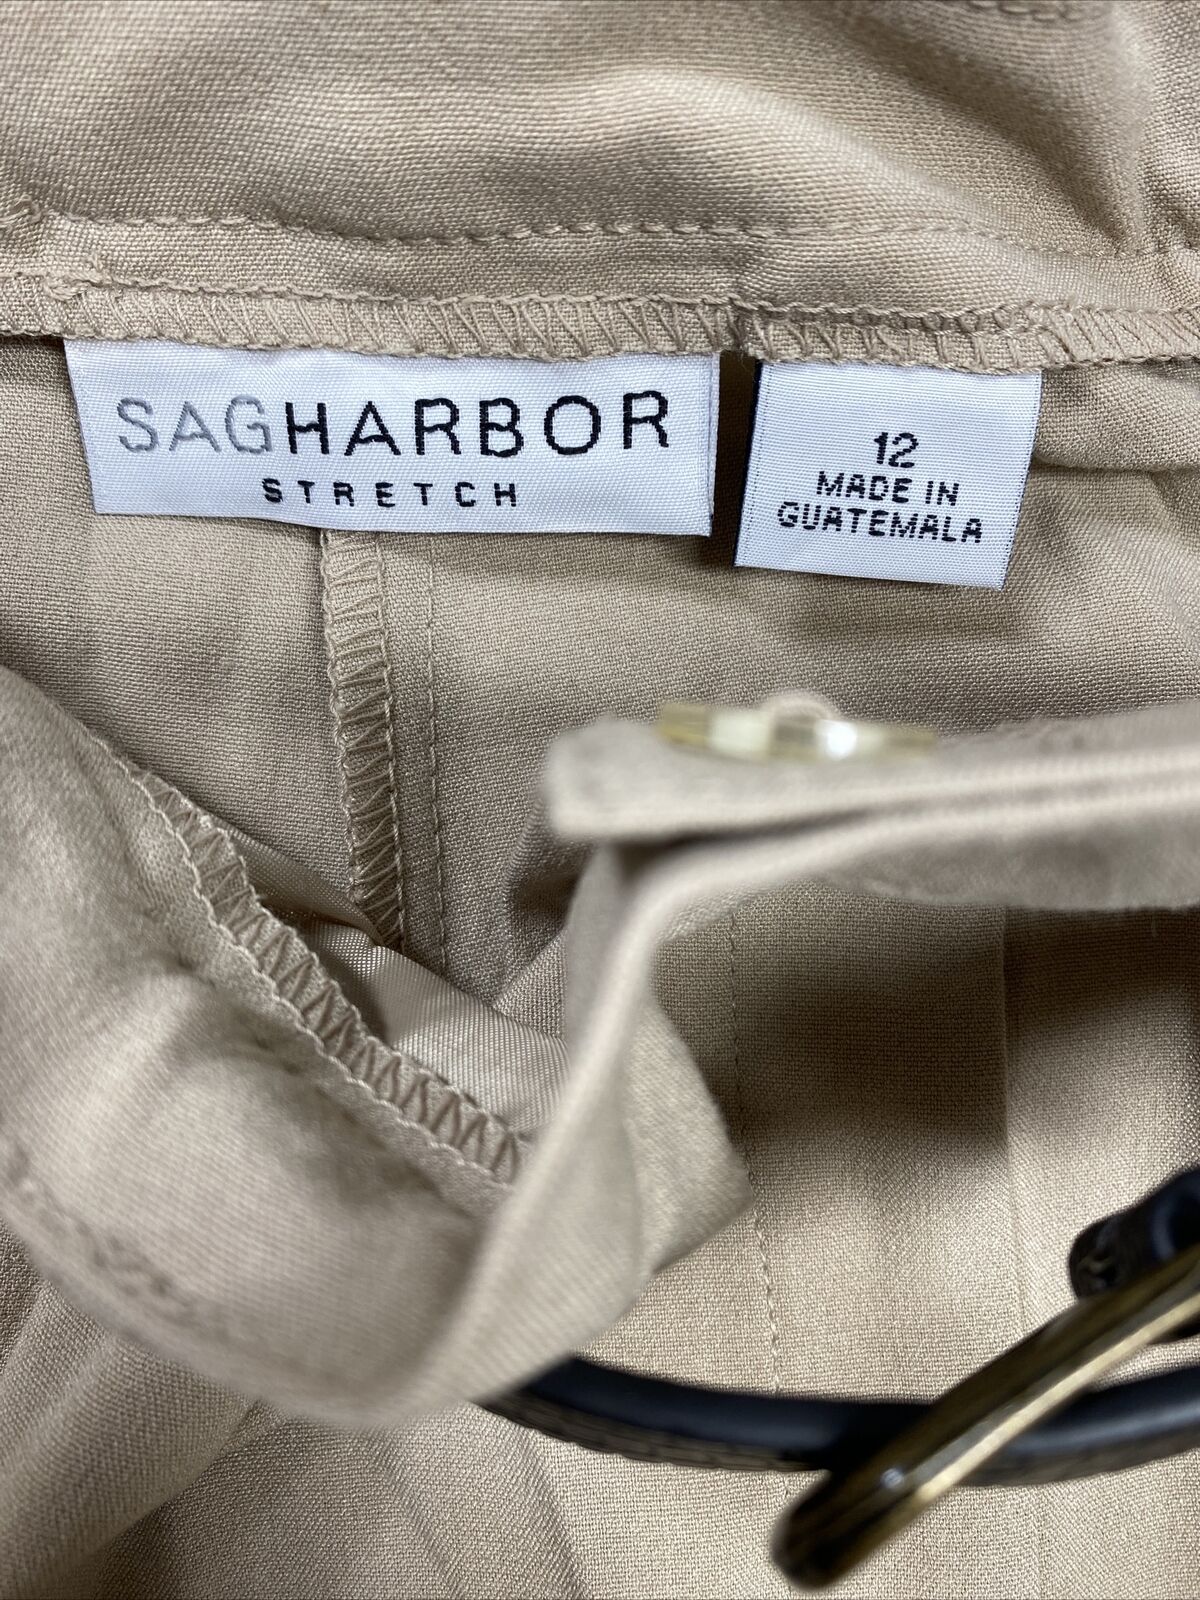 SAGHARBOR
STRETCH
12
MADE IN
GUATEMALA